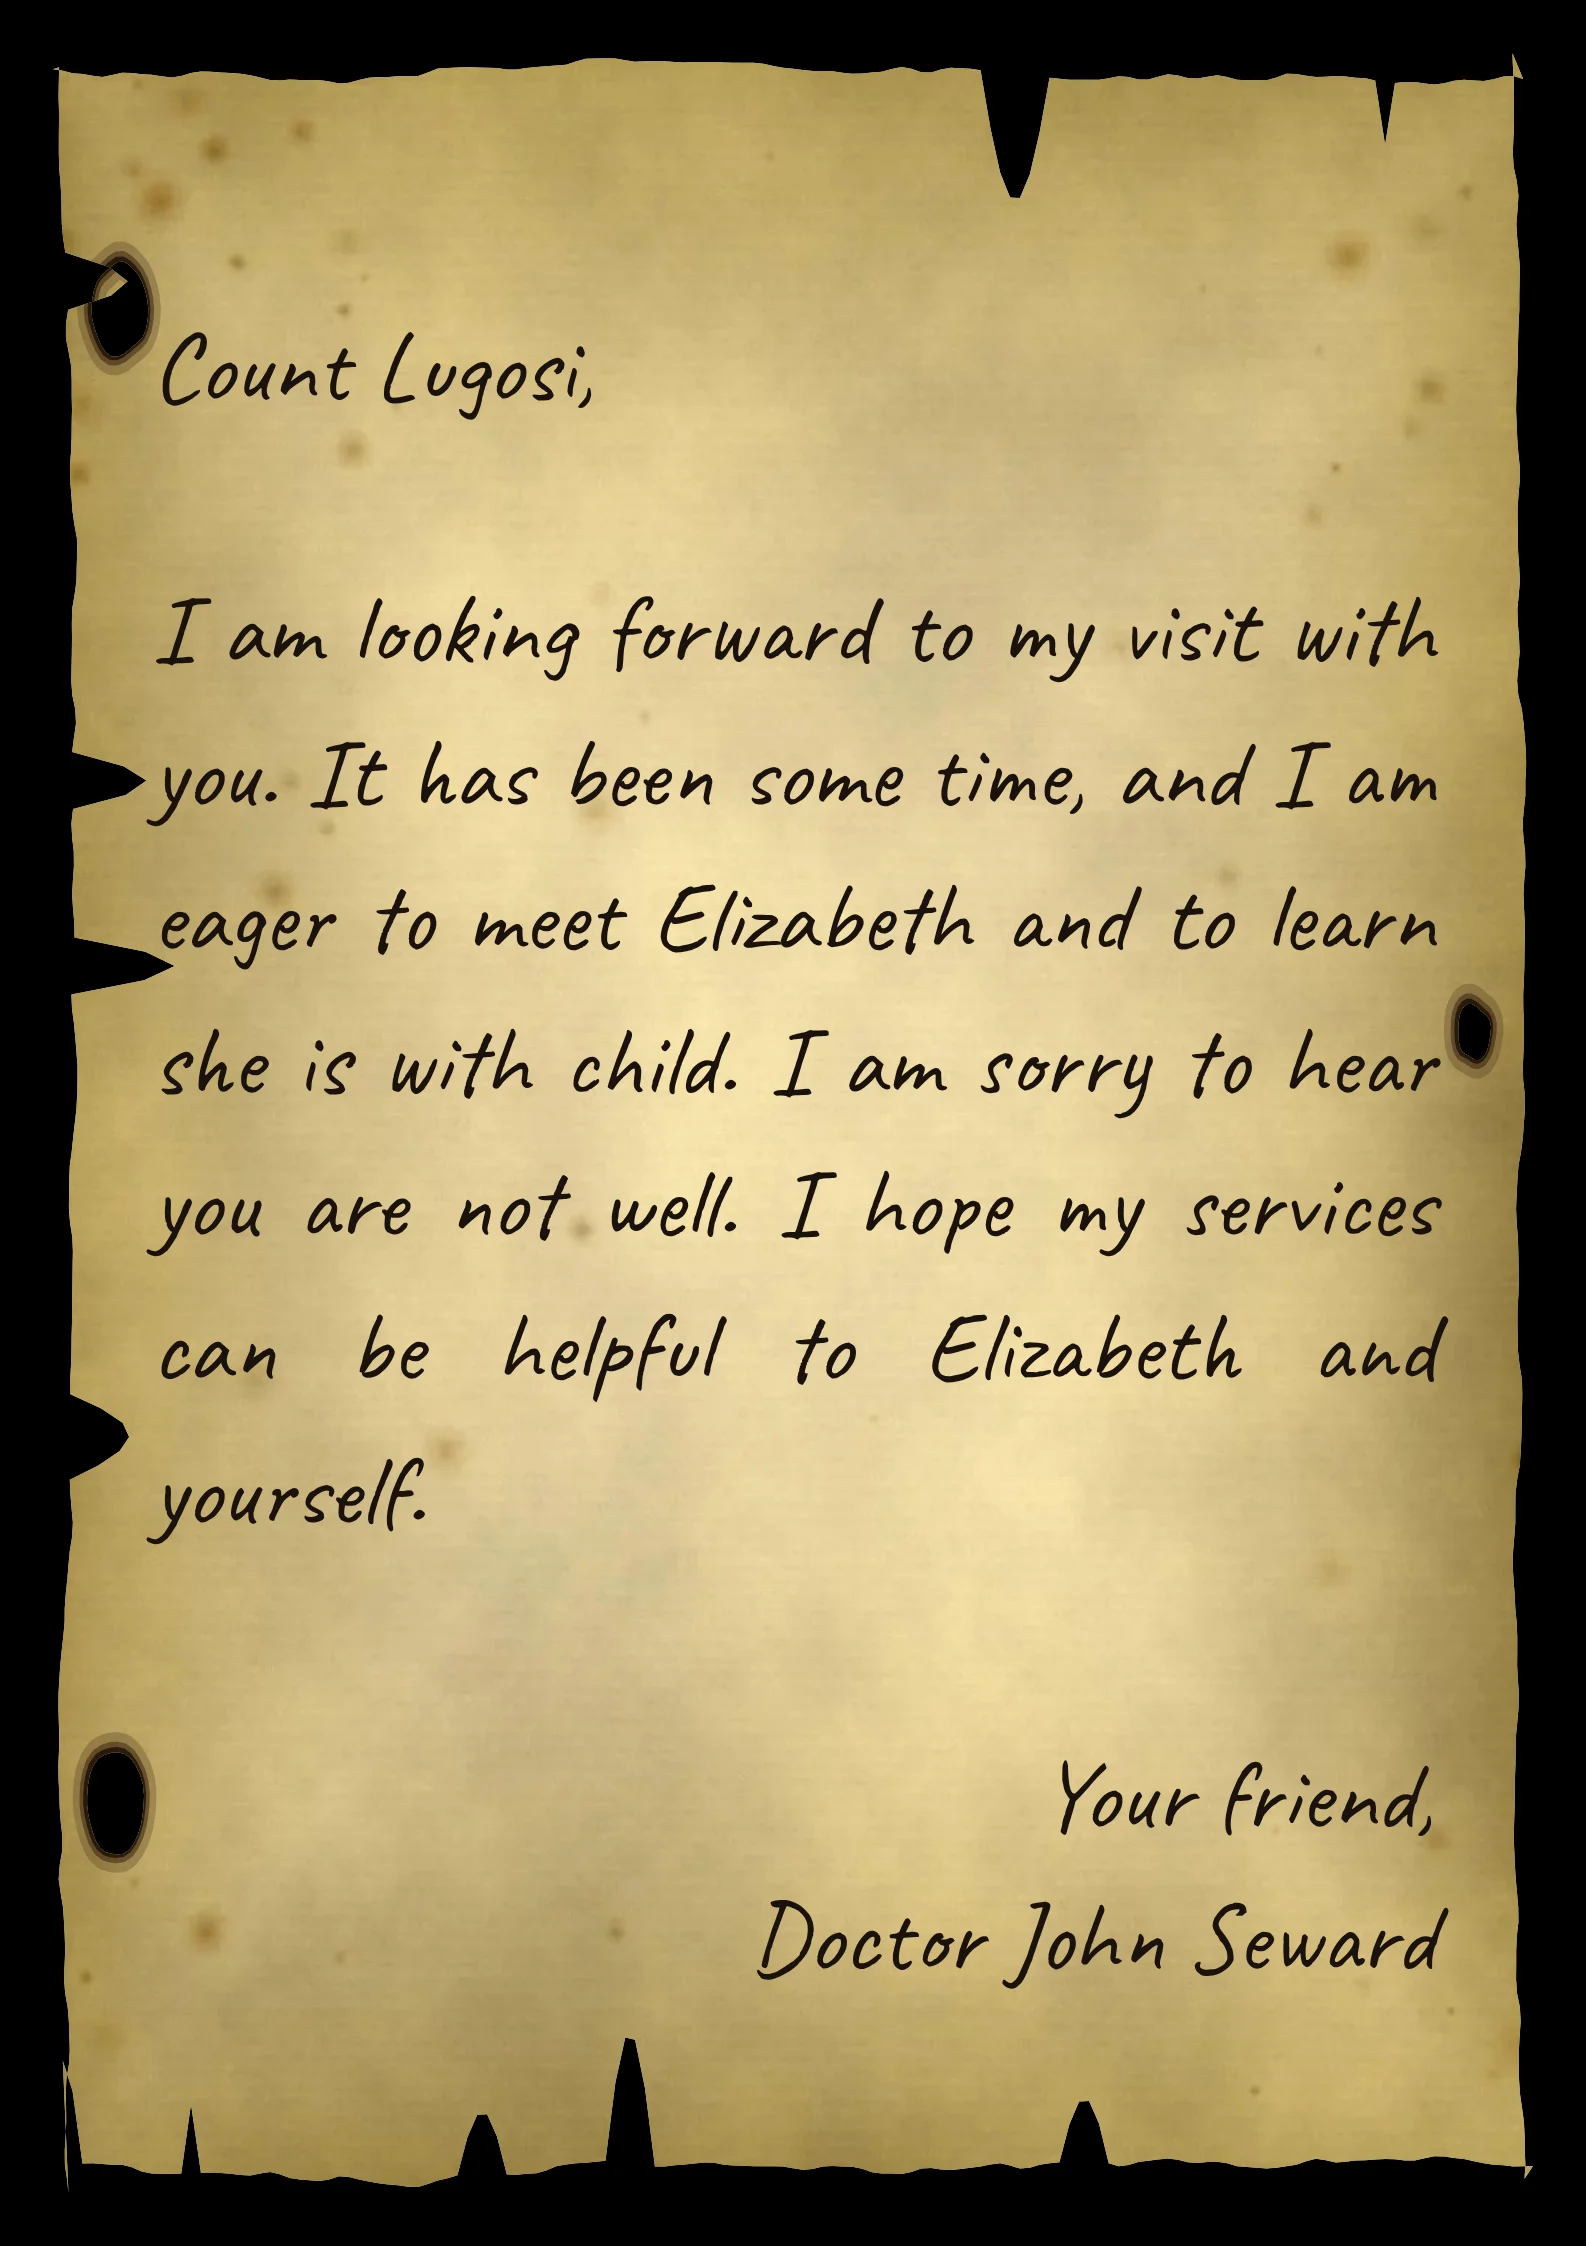 Count Lugosi,
I am looking forward to my visit with
you. It has been some time, and I am
eager to meet Elizabeth and to learn
she is with child. I am sorry to hear
you are not well. I hope my services
can be helpful to Elizabeth and
yourself.
Your friend,
Doctor John Seward